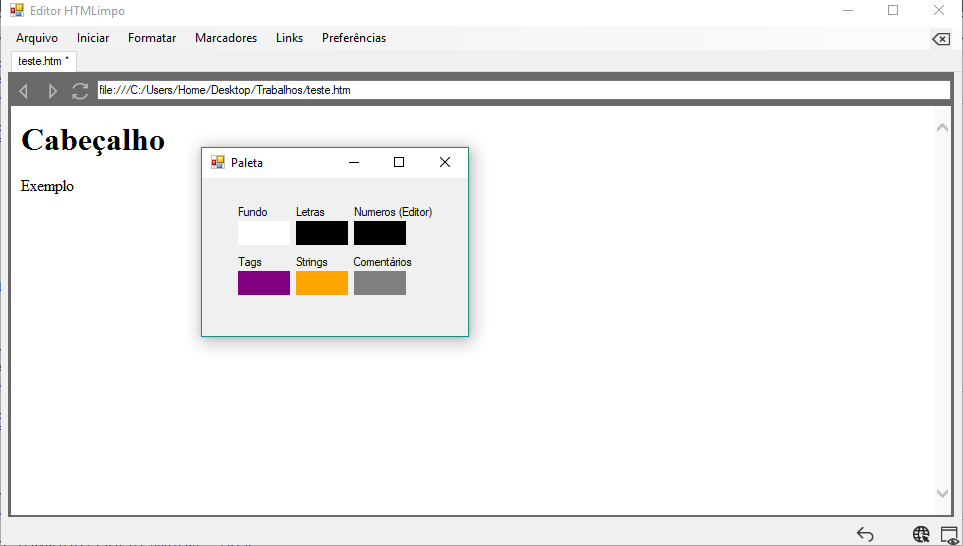 Editor HTMLimpo
Arquivo Iniciar Formatar Marcadores Links Preferências
teste.htm *
file:///C:/Users/Home/Desktop/Trabalhos/teste.htm
Cabeçalho
Exemplo
Paleta
Fundo Letras Numeros (Editor)
Tags Strings Comentários